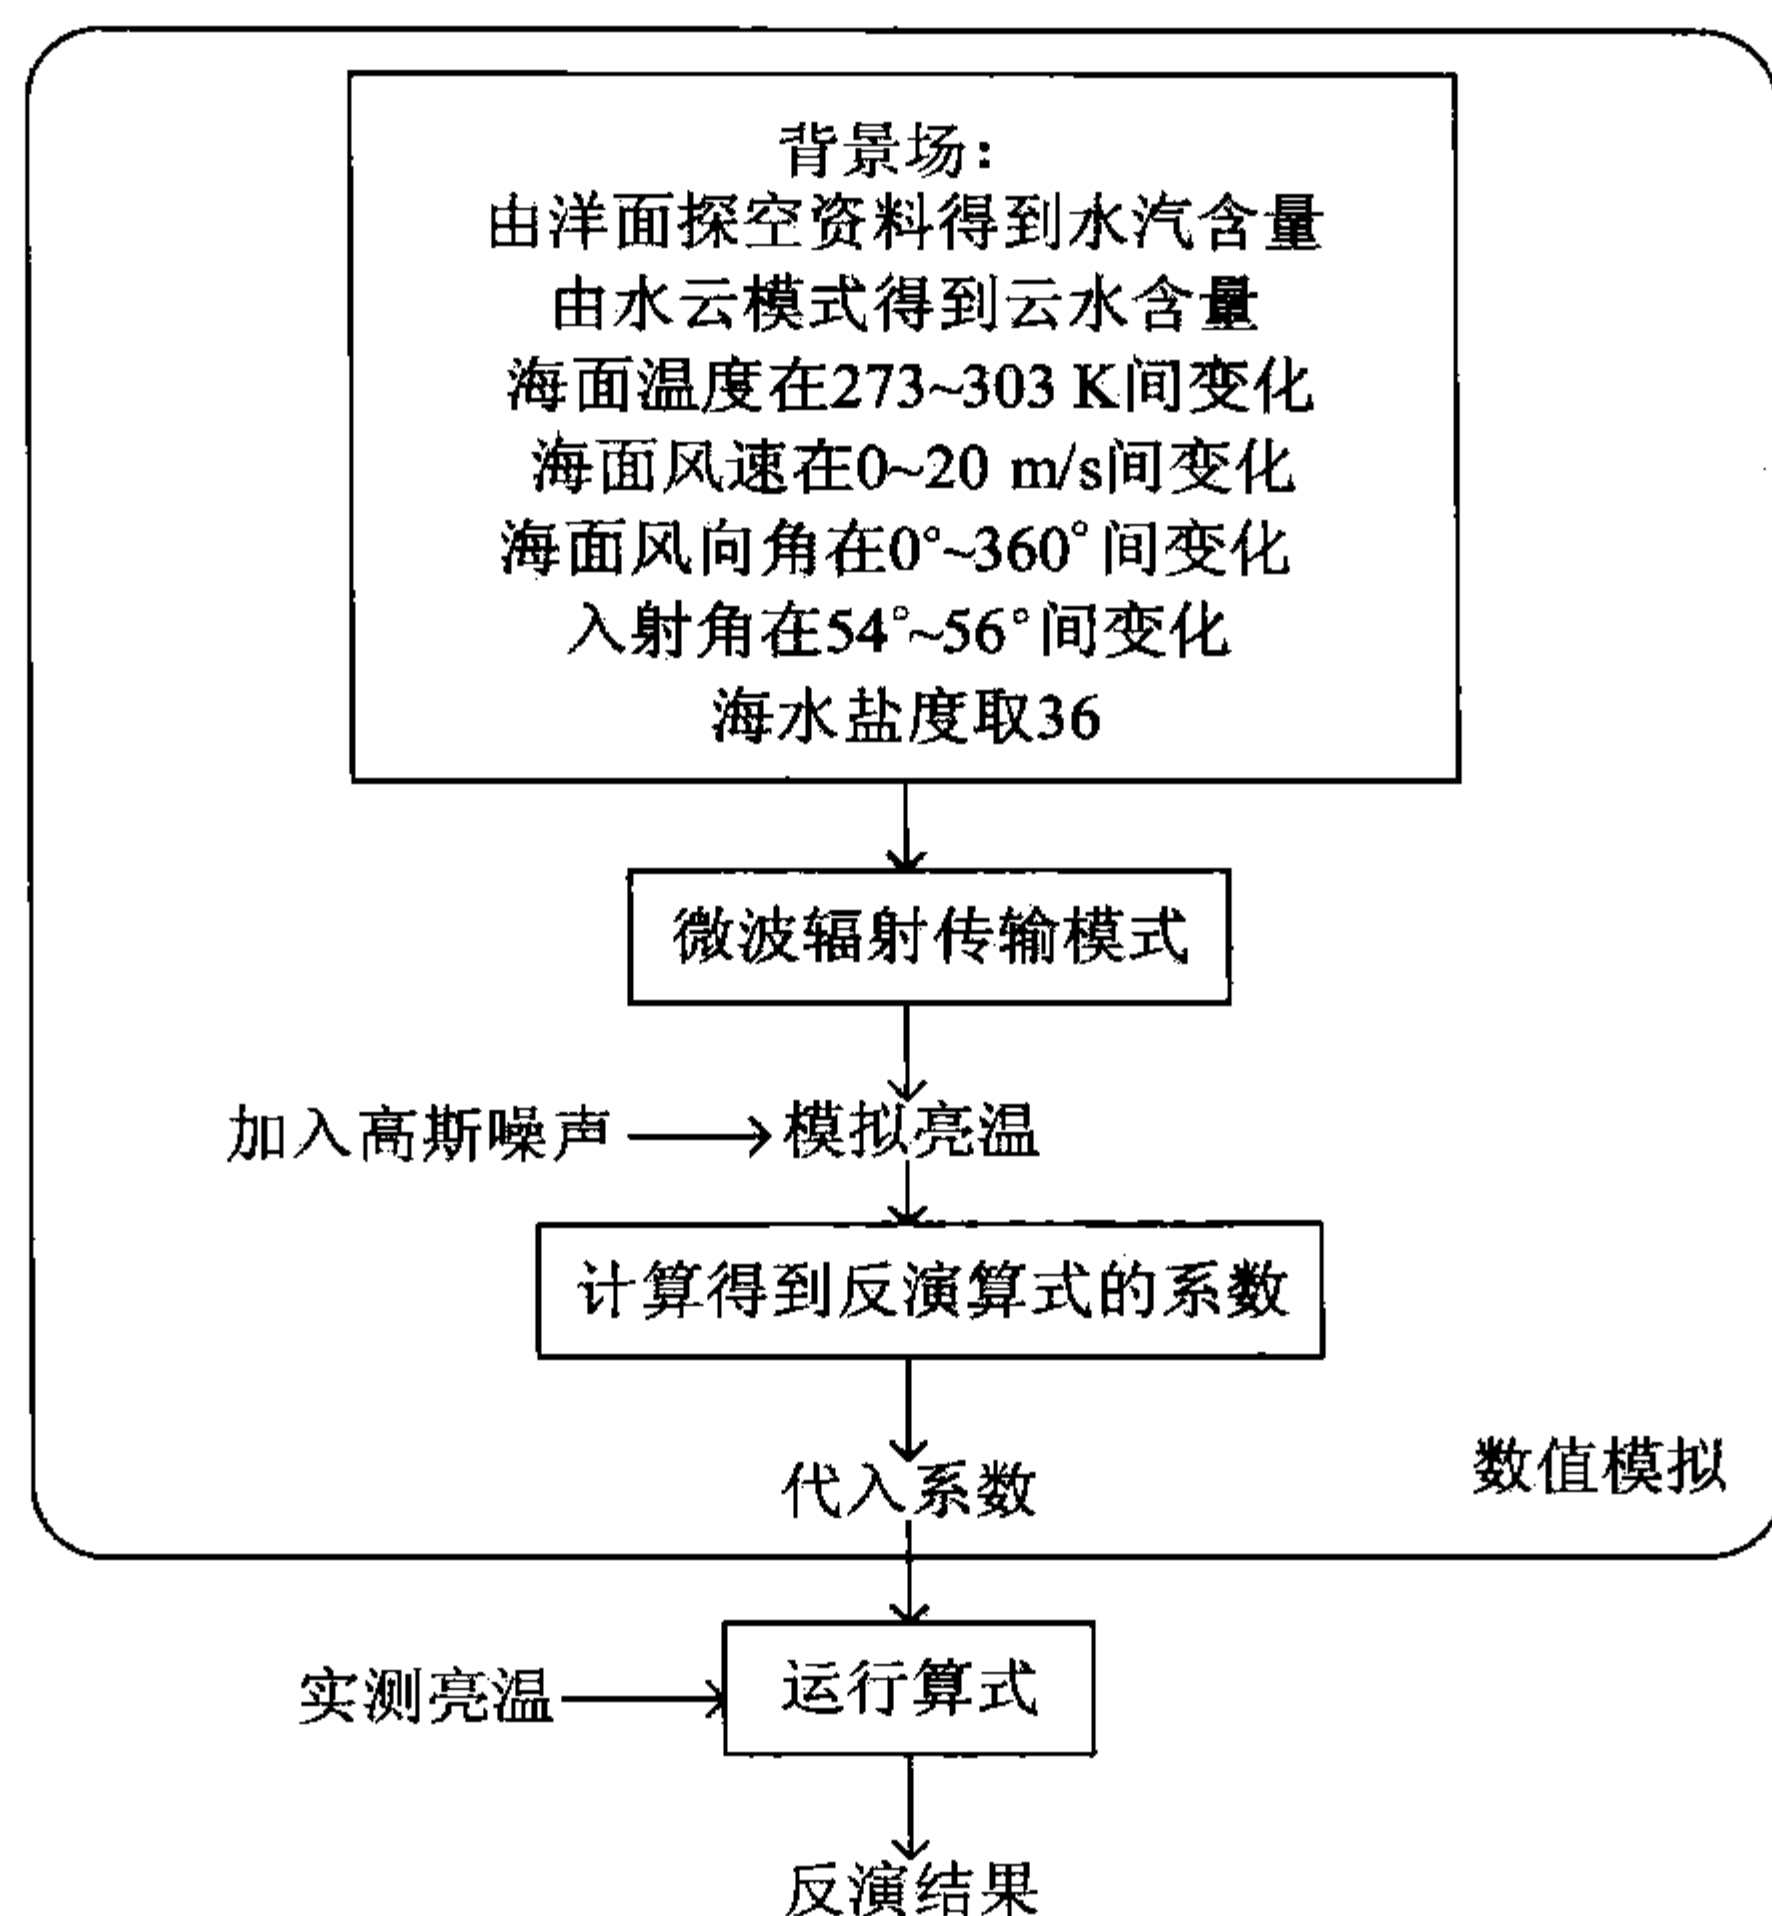 背景场：
由洋面探空资料得到水汽含量
由水云模式得到云水含量
海面温度在273~303 K间变化
海面风速在0~20 m/s间变化
海面风向角在0°~360°间变化
入射角在54°~56°间变化
海水盐度取36
微波辐射传输模式
加入高斯噪声
模拟亮温
计算得到反演算式的系数
代入系数
数值模拟
实测亮温
运行算式
反演结果